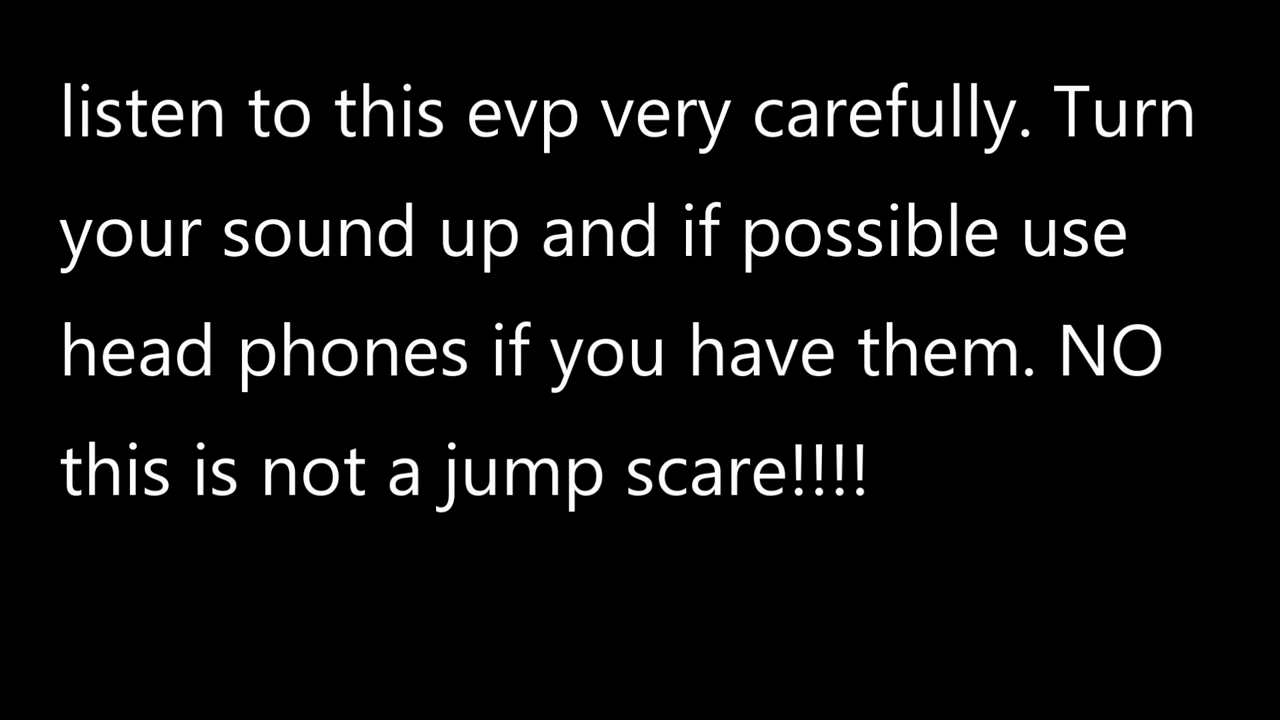 listen to this evp very carefully. Turn
your sound up and if possible use
head phones if you have them. NO
this is not a jump scare!!!!